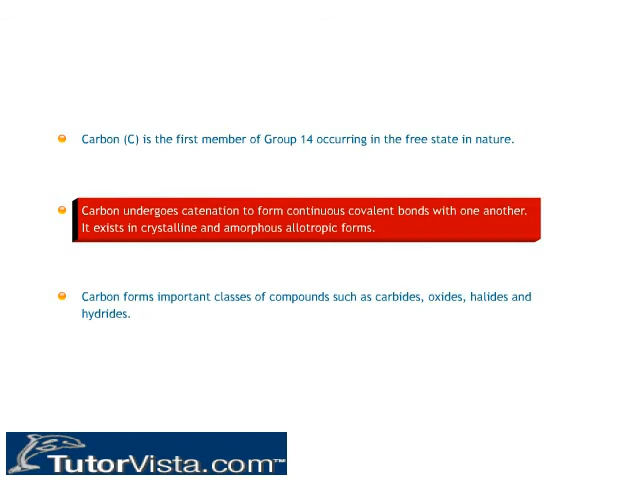 Carbon (C) is the first member of Group 14 occurring in the free state in nature.
Carbon undergoes catenation to form continuous covalent bonds with one another.
It exists in crystalline and amorphous allotropic forms.
Carbon forms important classes of compounds such as carbides, oxides, halides and
hydrides.
TutorVista.com™